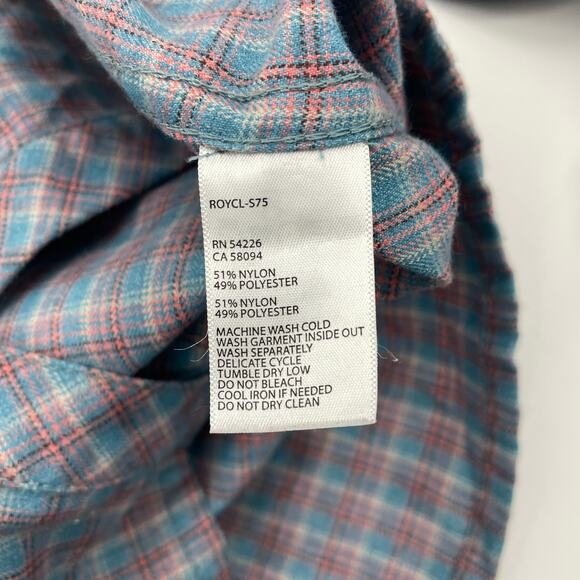 ROYCL-S75
RN 54226
CA 58094
51% NYLON
49% POLYESTER
51% NYLON
49% POLYESTER
MACHINE WASH COLD
WASH GARMENT INSIDE OUT
WASH SEPARATELY
DELICATE CYCLE
TUMBLE DRY LOW
DO NOT BLEACH
COOL IRON IF NEEDED
DO NOT DRY CLEAN